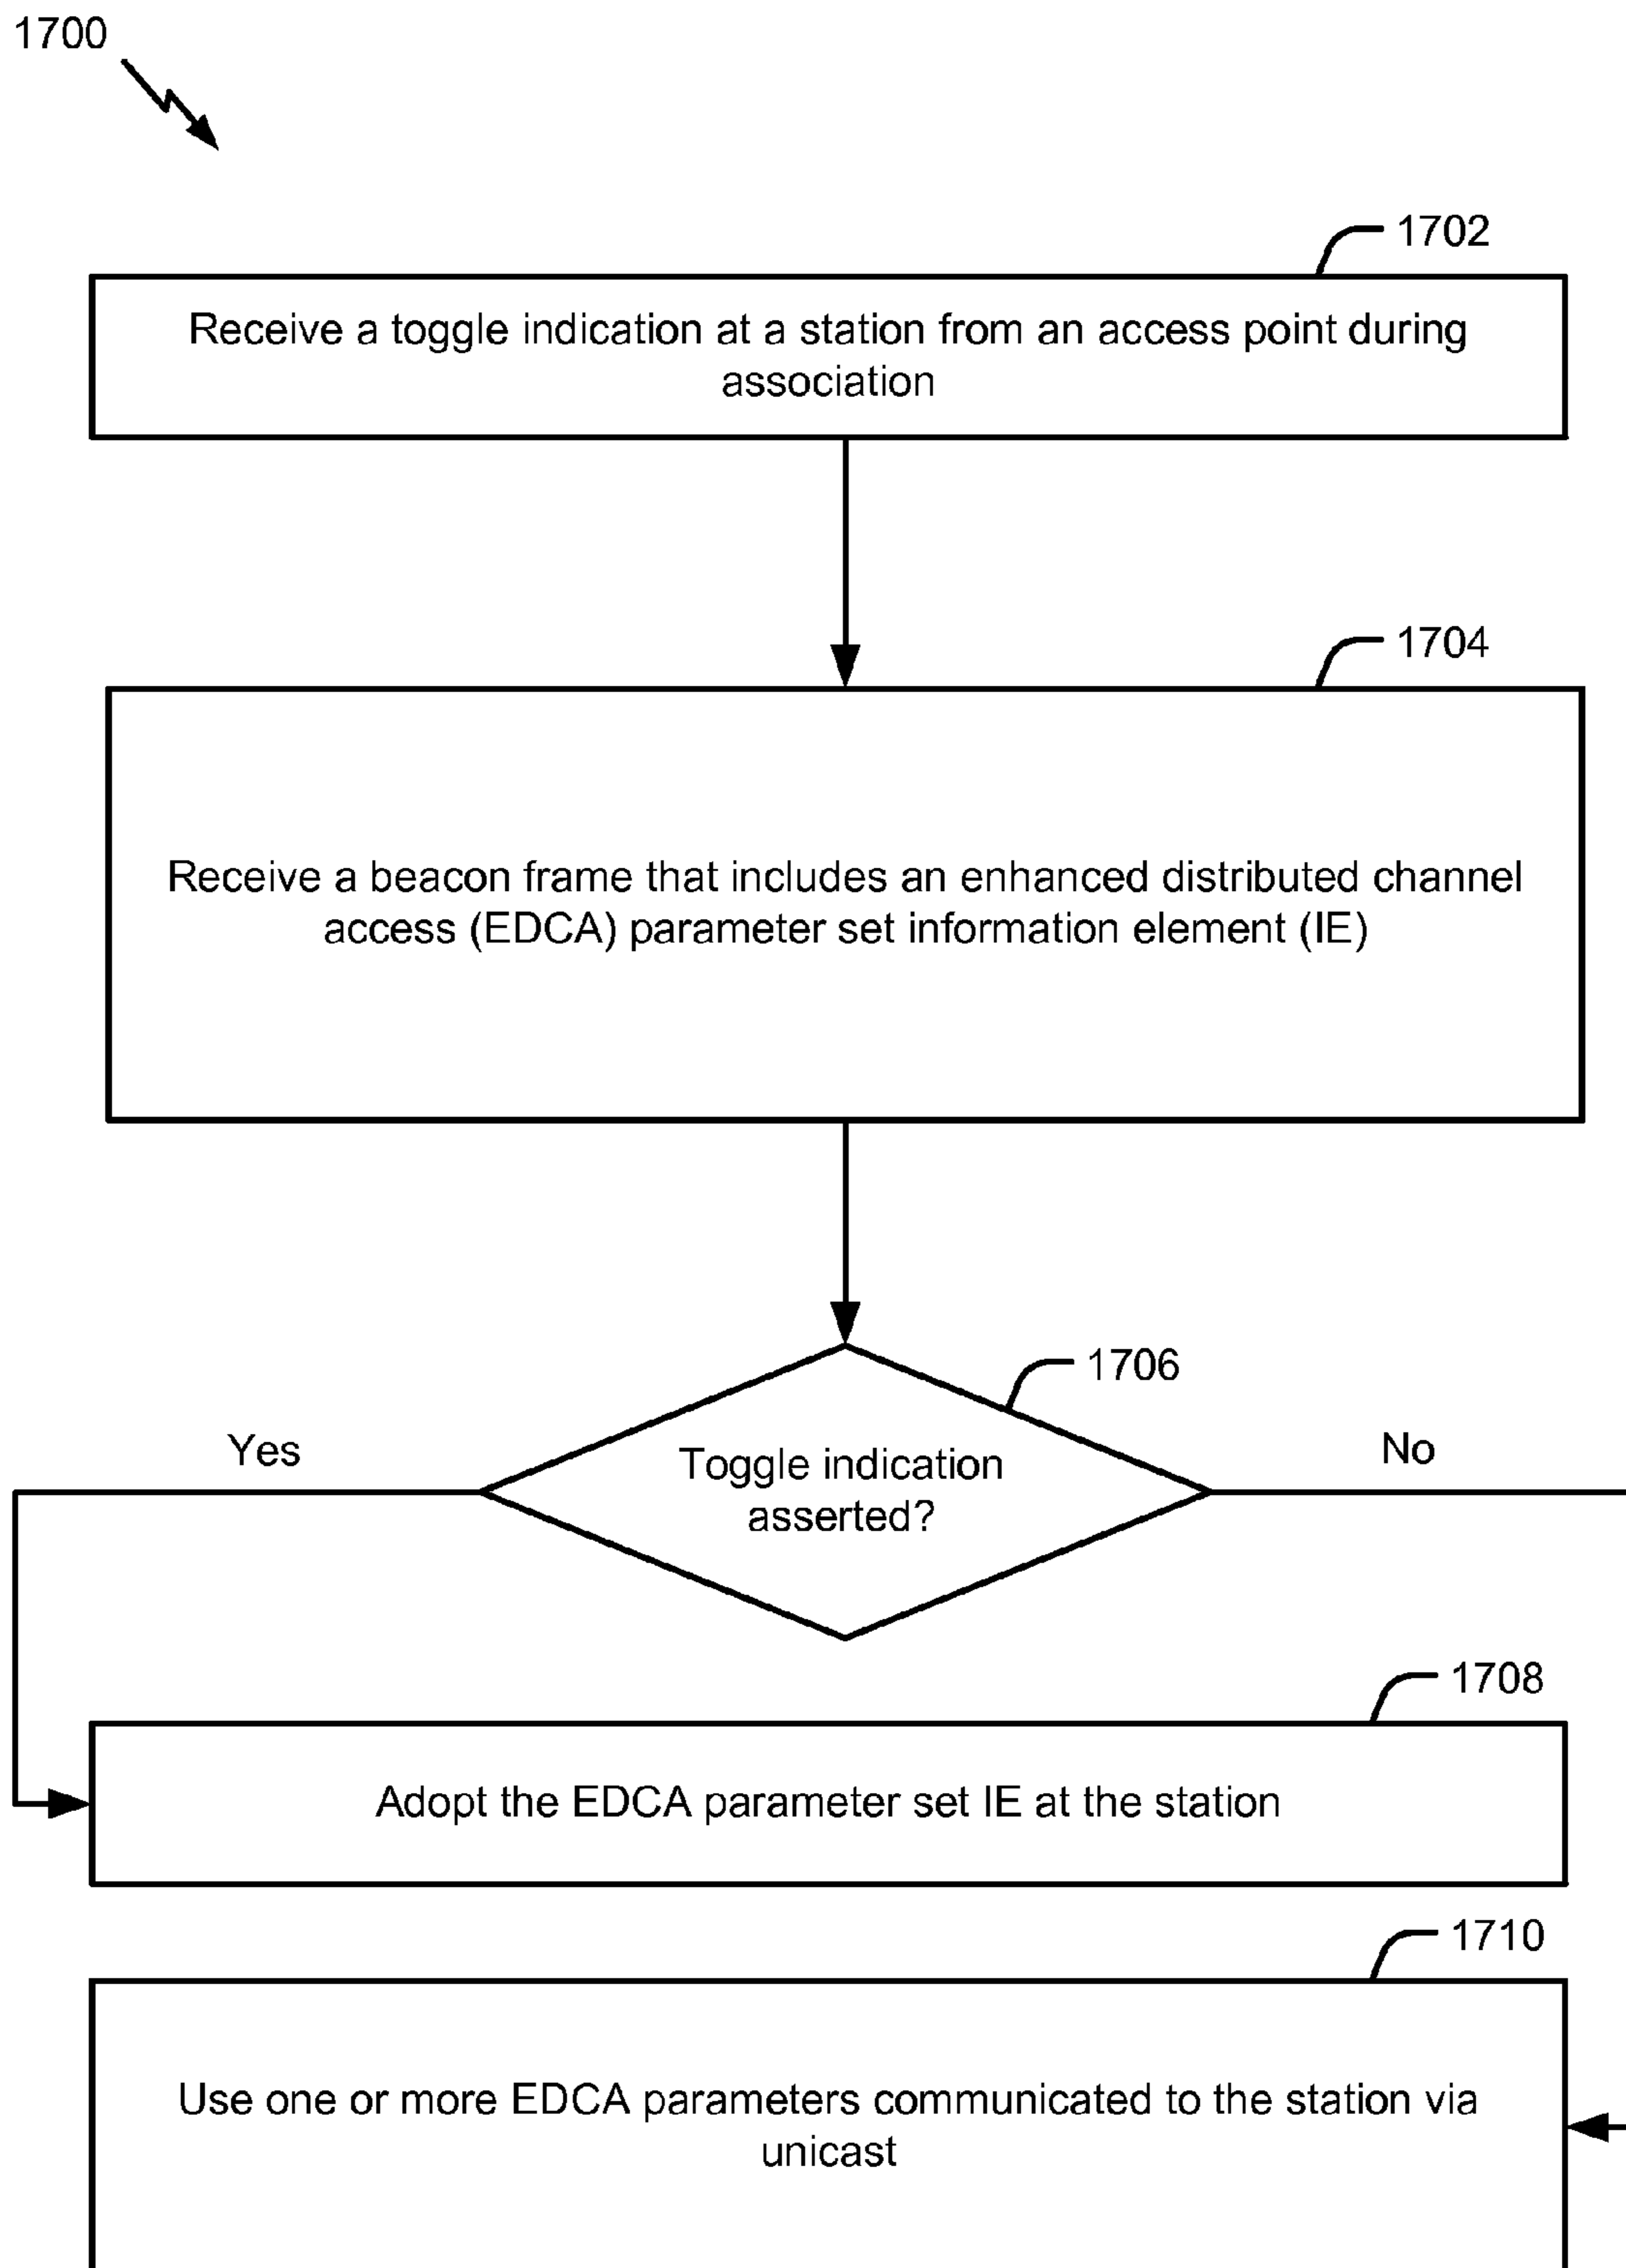 1700
1702
Receive a toggle indication at a station from an access point during
association
1704
Receive a beacon frame that includes an enhanced distributed channel
access (EDCA) parameter set information element (IE)
1706
Yes
No
Toggle indication
asserted?
1708
Adopt the EDCA parameter set IE at the station
1710
Use one or more EDCA parameters communicated to the station via
unicast